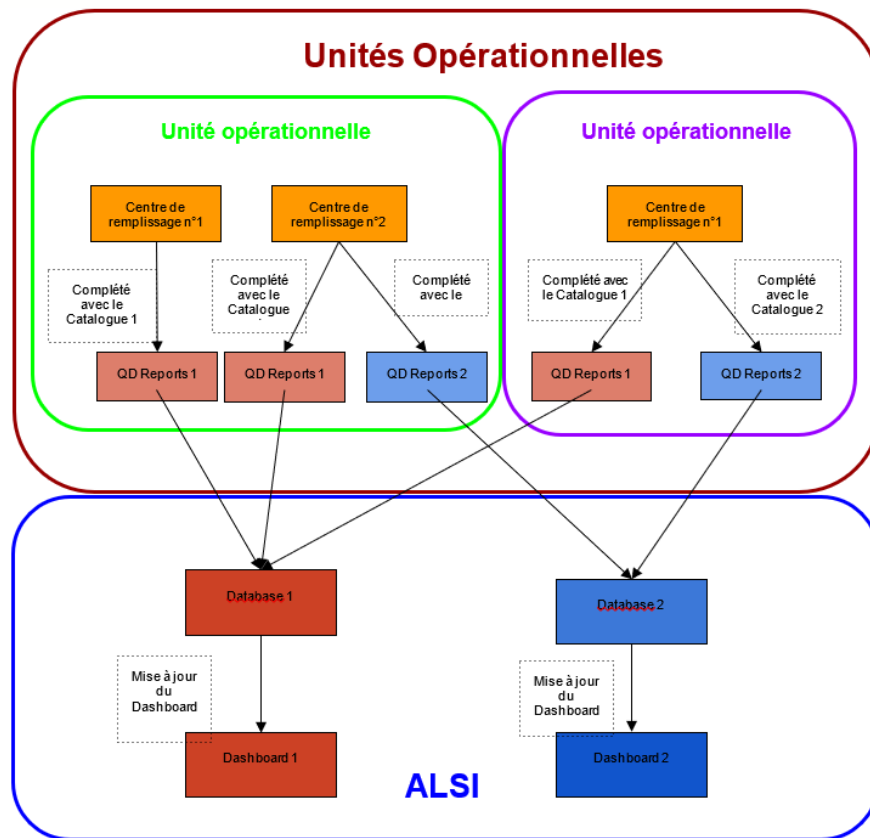 Unités Opérationnelles
Unité opérationnelle
Unité opérationnelle
Centre de
remplissage n°1
Centre de
remplissage n°2
Centre de
remplissage n°1
Complété
avec le
Catalogue 1
Complété
avec le
Catalogue
Complété
avec le
Complété avec
le Catalogue 1
Complété
avec le
Catalogue 2
QD Reports 1
QD Reports 1
QD Reports 2
QD Reports 1
QD Reports 2
Database 1
Database 2
Mise à jour
du
Dashboard
Mise à jour
du
Dashboard
Dashboard 1
Dashboard 2
ALSI